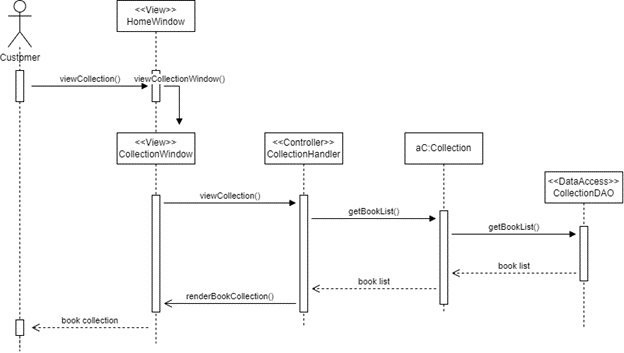 <<View>>
HomeWindow
Customer
viewCollection()
viewCollectionWindow()
<<View>>
CollectionWindow
<<Controller>>
CollectionHandler
aC:Collection
<<DataAccess>>
CollectionDAO
viewCollection()
getBookList()
getBookList()
book list
book list
renderBookCollection()
book collection